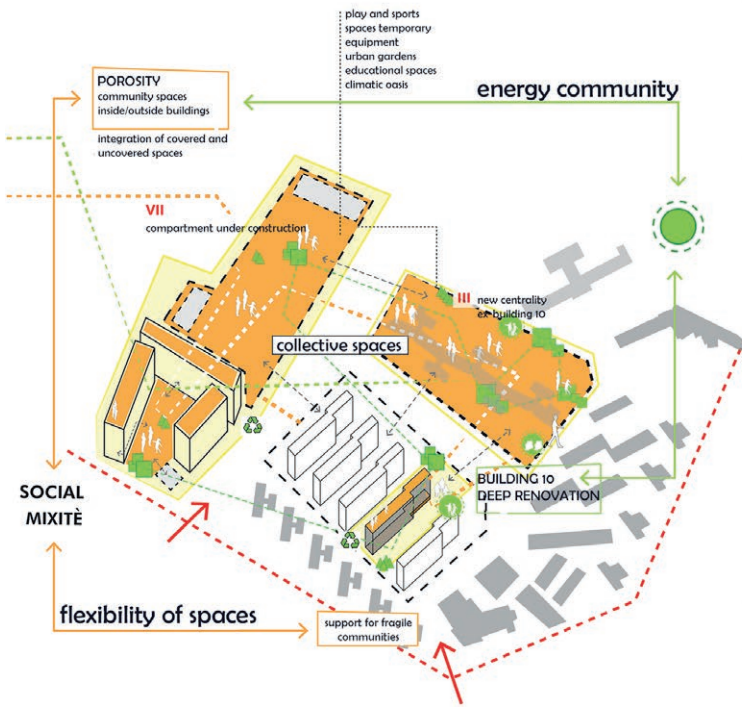 play and sports
spaces temporary
equipment
urban gardens
educational spaces
climatic oasis
POROSITY
community spaces
inside/outside buildings
integration of covered and
uncovered spaces
energy community
VII
compartment under construction
III new centrality
ex-building 10
collective spaces
BUILDING 10
DEEP RENOVATION
SOCIAL
MIXITÈ
flexibility of spaces
support for fragile
communities